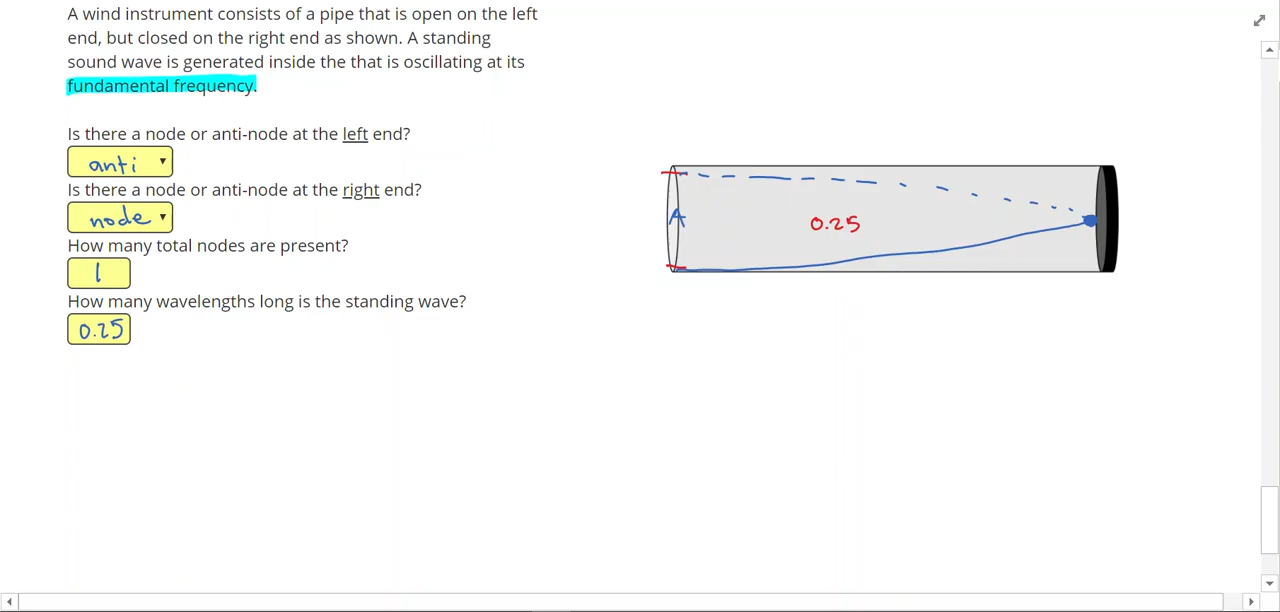 A wind instrument consists of a pipe that is open on the left
end, but closed on the right end as shown. A standing
sound wave is generated inside the that is oscillating at its
fundamental frequency.
Is there a node or anti-node at the left end?
anti
Is there a node or anti-node at the right end?
node
How many total nodes are present?
1
How many wavelengths long is the standing wave?
0.25
A
0.25